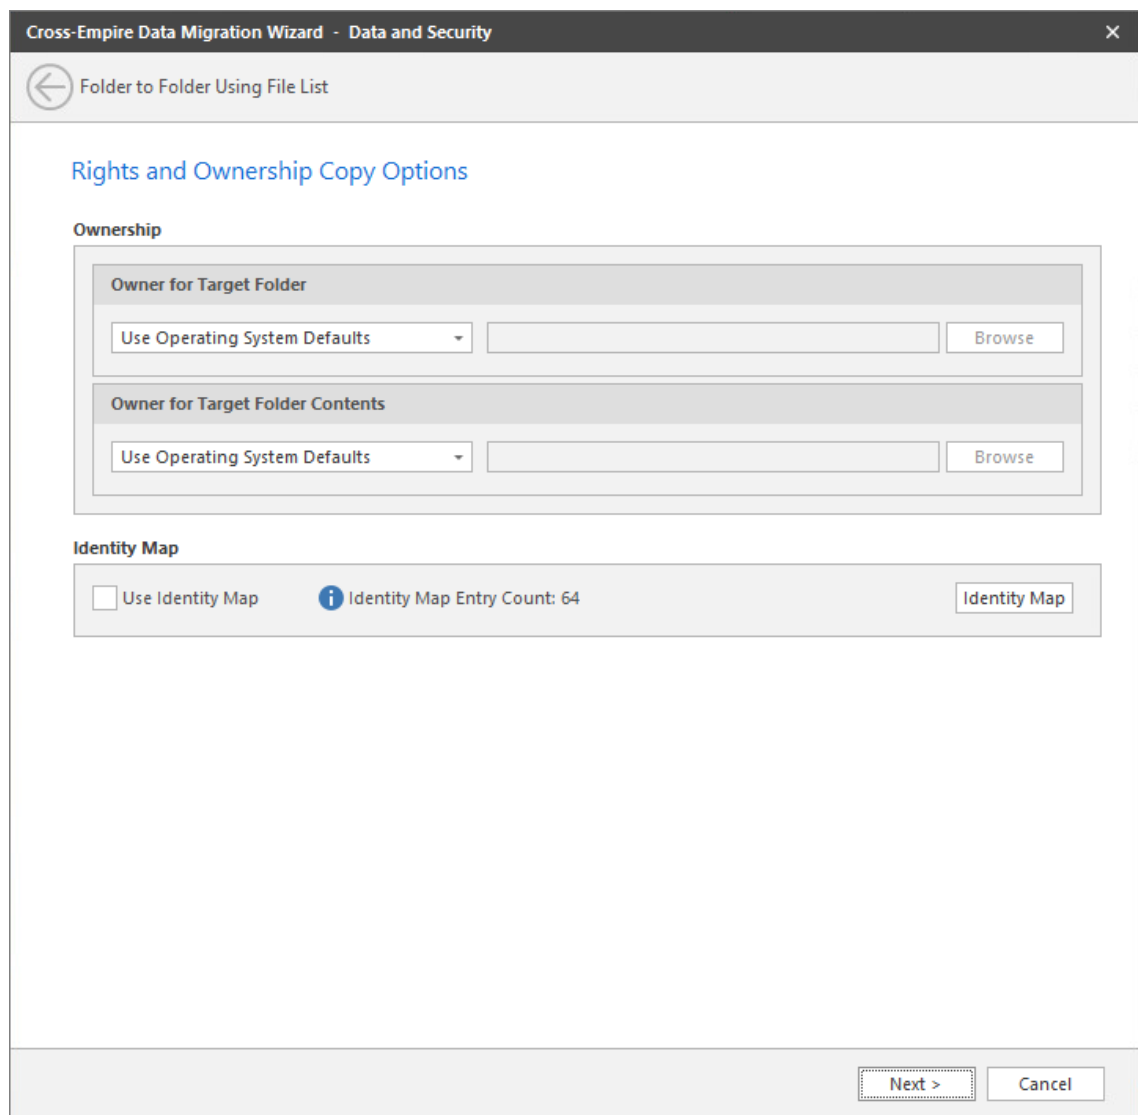 Cross-Empire Data Migration Wizard - Data and Security
Folder to Folder Using File List
Rights and Ownership Copy Options
Ownership
Owner for Target Folder
Use Operating System Defaults Browse
Owner for Target Folder Contents
Use Operating System Defaults Browse
Identity Map
Use Identity Map Identity Map Entry Count: 64 Identity Map
Next > Cancel